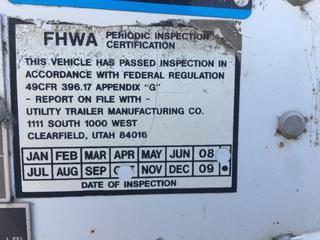 FHWA PERIODIC INSPECTION
CERTIFICATION
THIS VEHICLE HAS PASSED INSPECTION IN
ACCORDANCE WITH FEDERAL REGULATION
49CFR 396.17 APPENDIX "G"
- REPORT ON FILE WITH -
UTILITY TRAILER MANUFACTURING CO.
1111 SOUTH 1000 WEST
CLEARFIELD, UTAH 84016
JAN FEB MAR APR MAY JUN 08
JUL AUG SEP NOV DEC 09
DATE OF INSPECTION